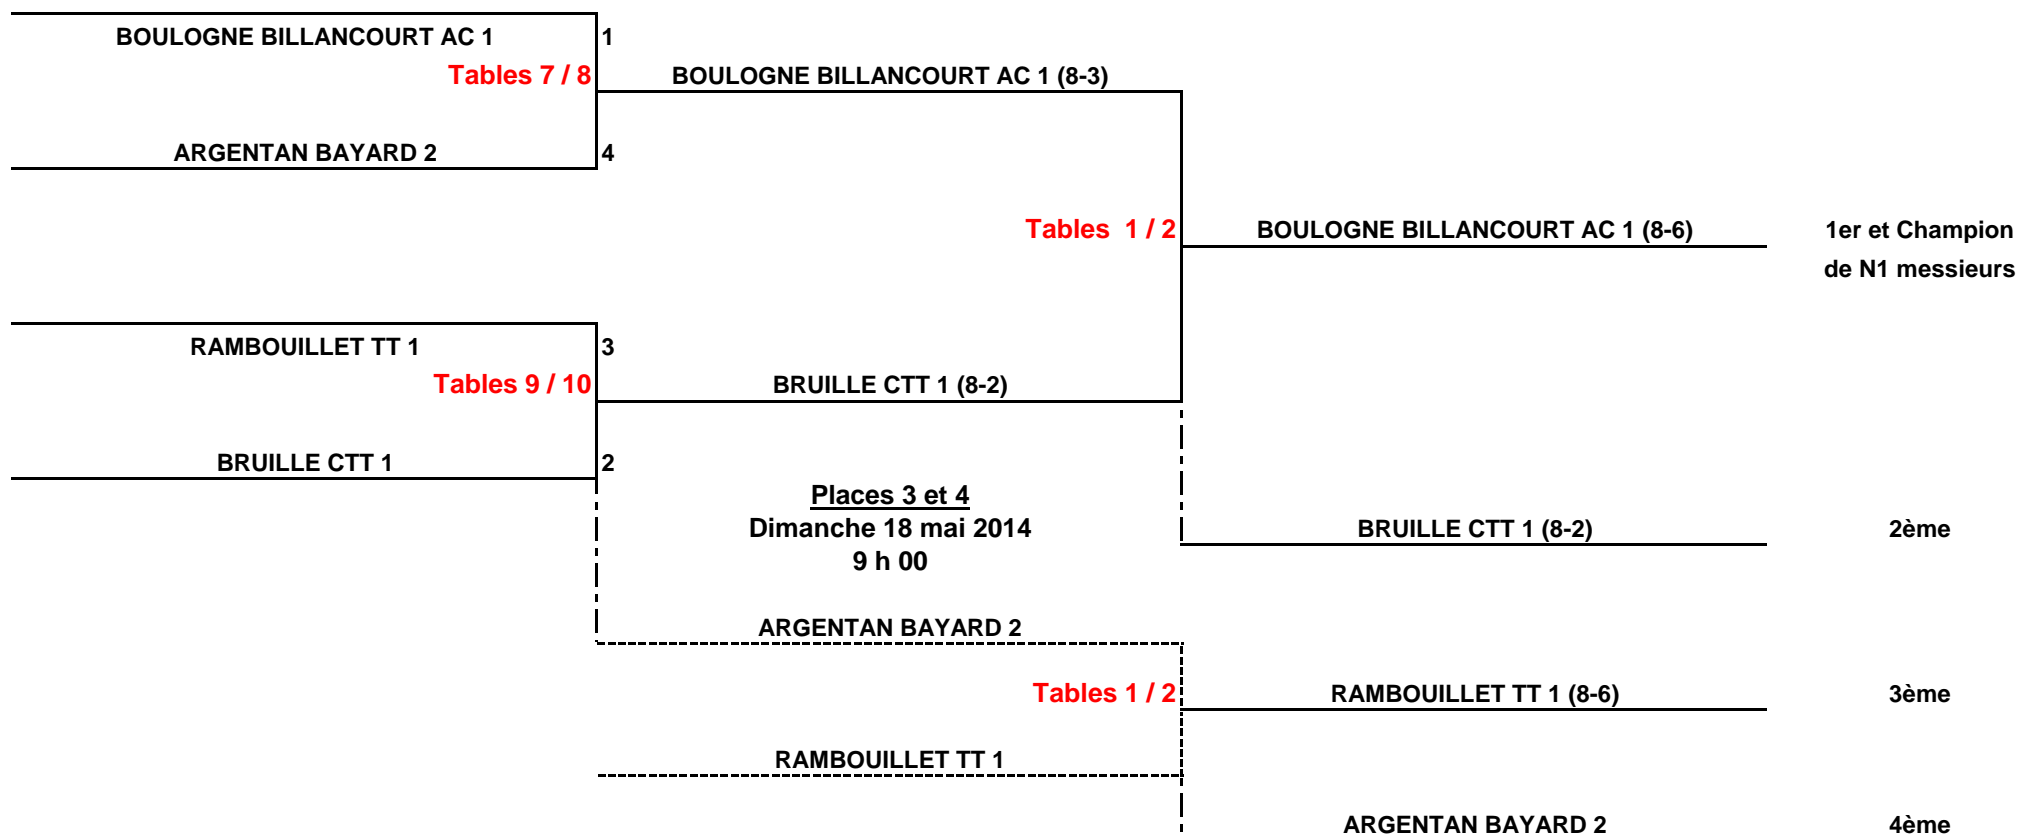 BOULOGNE BILLANCOURT AC 1 1
Tables 7 / 8 BOULOGNE BILLANCOURT AC 1 (8-3)
ARGENTAN BAYARD 2 4
Tables 1 / 2 BOULOGNE BILLANCOURT AC 1 (8-6) 1er et Champion
de N1 messieurs
RAMBOUILLET TT 1 3
Tables 9 / 10 BRUILLE CTT 1 (8-2)
BRUILLE CTT 1 2
Places 3 et 4
Dimanche 18 mai 2014 BRUILLE CTT 1 (8-2) 2ème
9 h 00
ARGENTAN BAYARD 2
Tables 1 / 2 RAMBOUILLET TT 1 (8-6) 3ème
RAMBOUILLET TT 1
ARGENTAN BAYARD 2 4ème